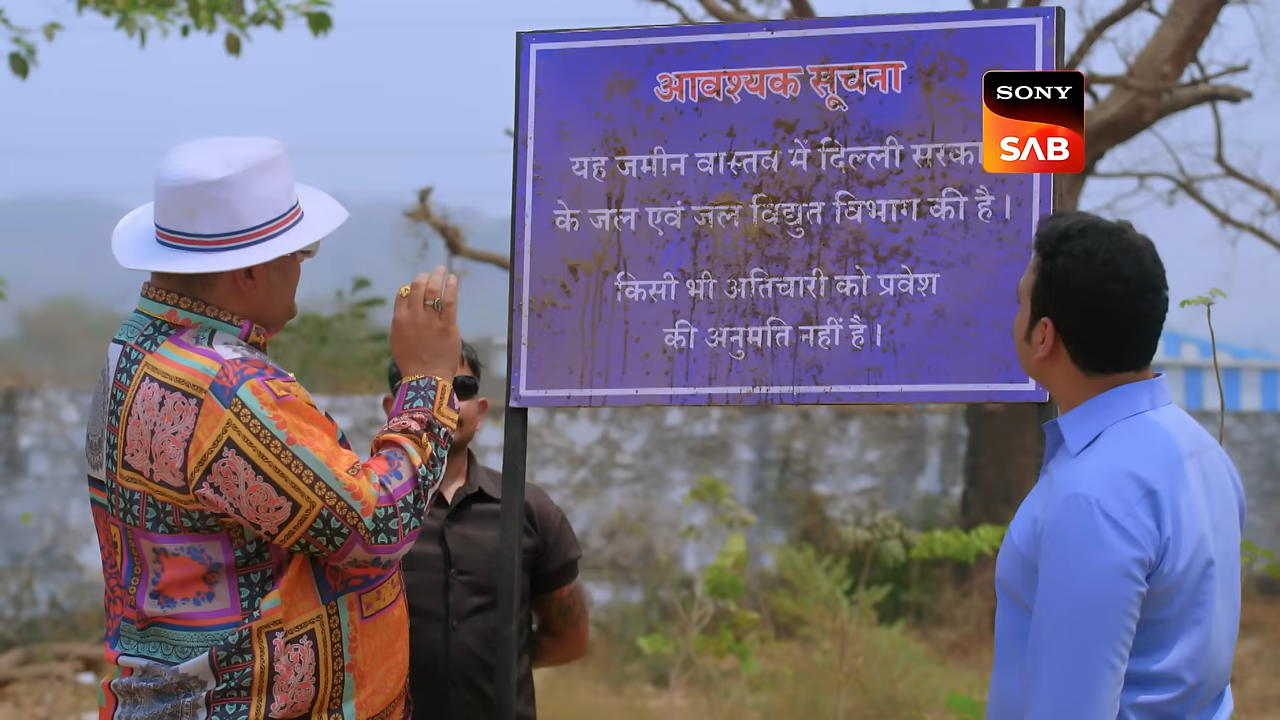 आवश्यक सूचना
यह जमीन वास्तव में दिल्ली
के जल एवं जल विद्युत विभाग की है।
किसी भी अतिचारी को प्रवेश
की अनुमति नहीं है।
SONY
SAB